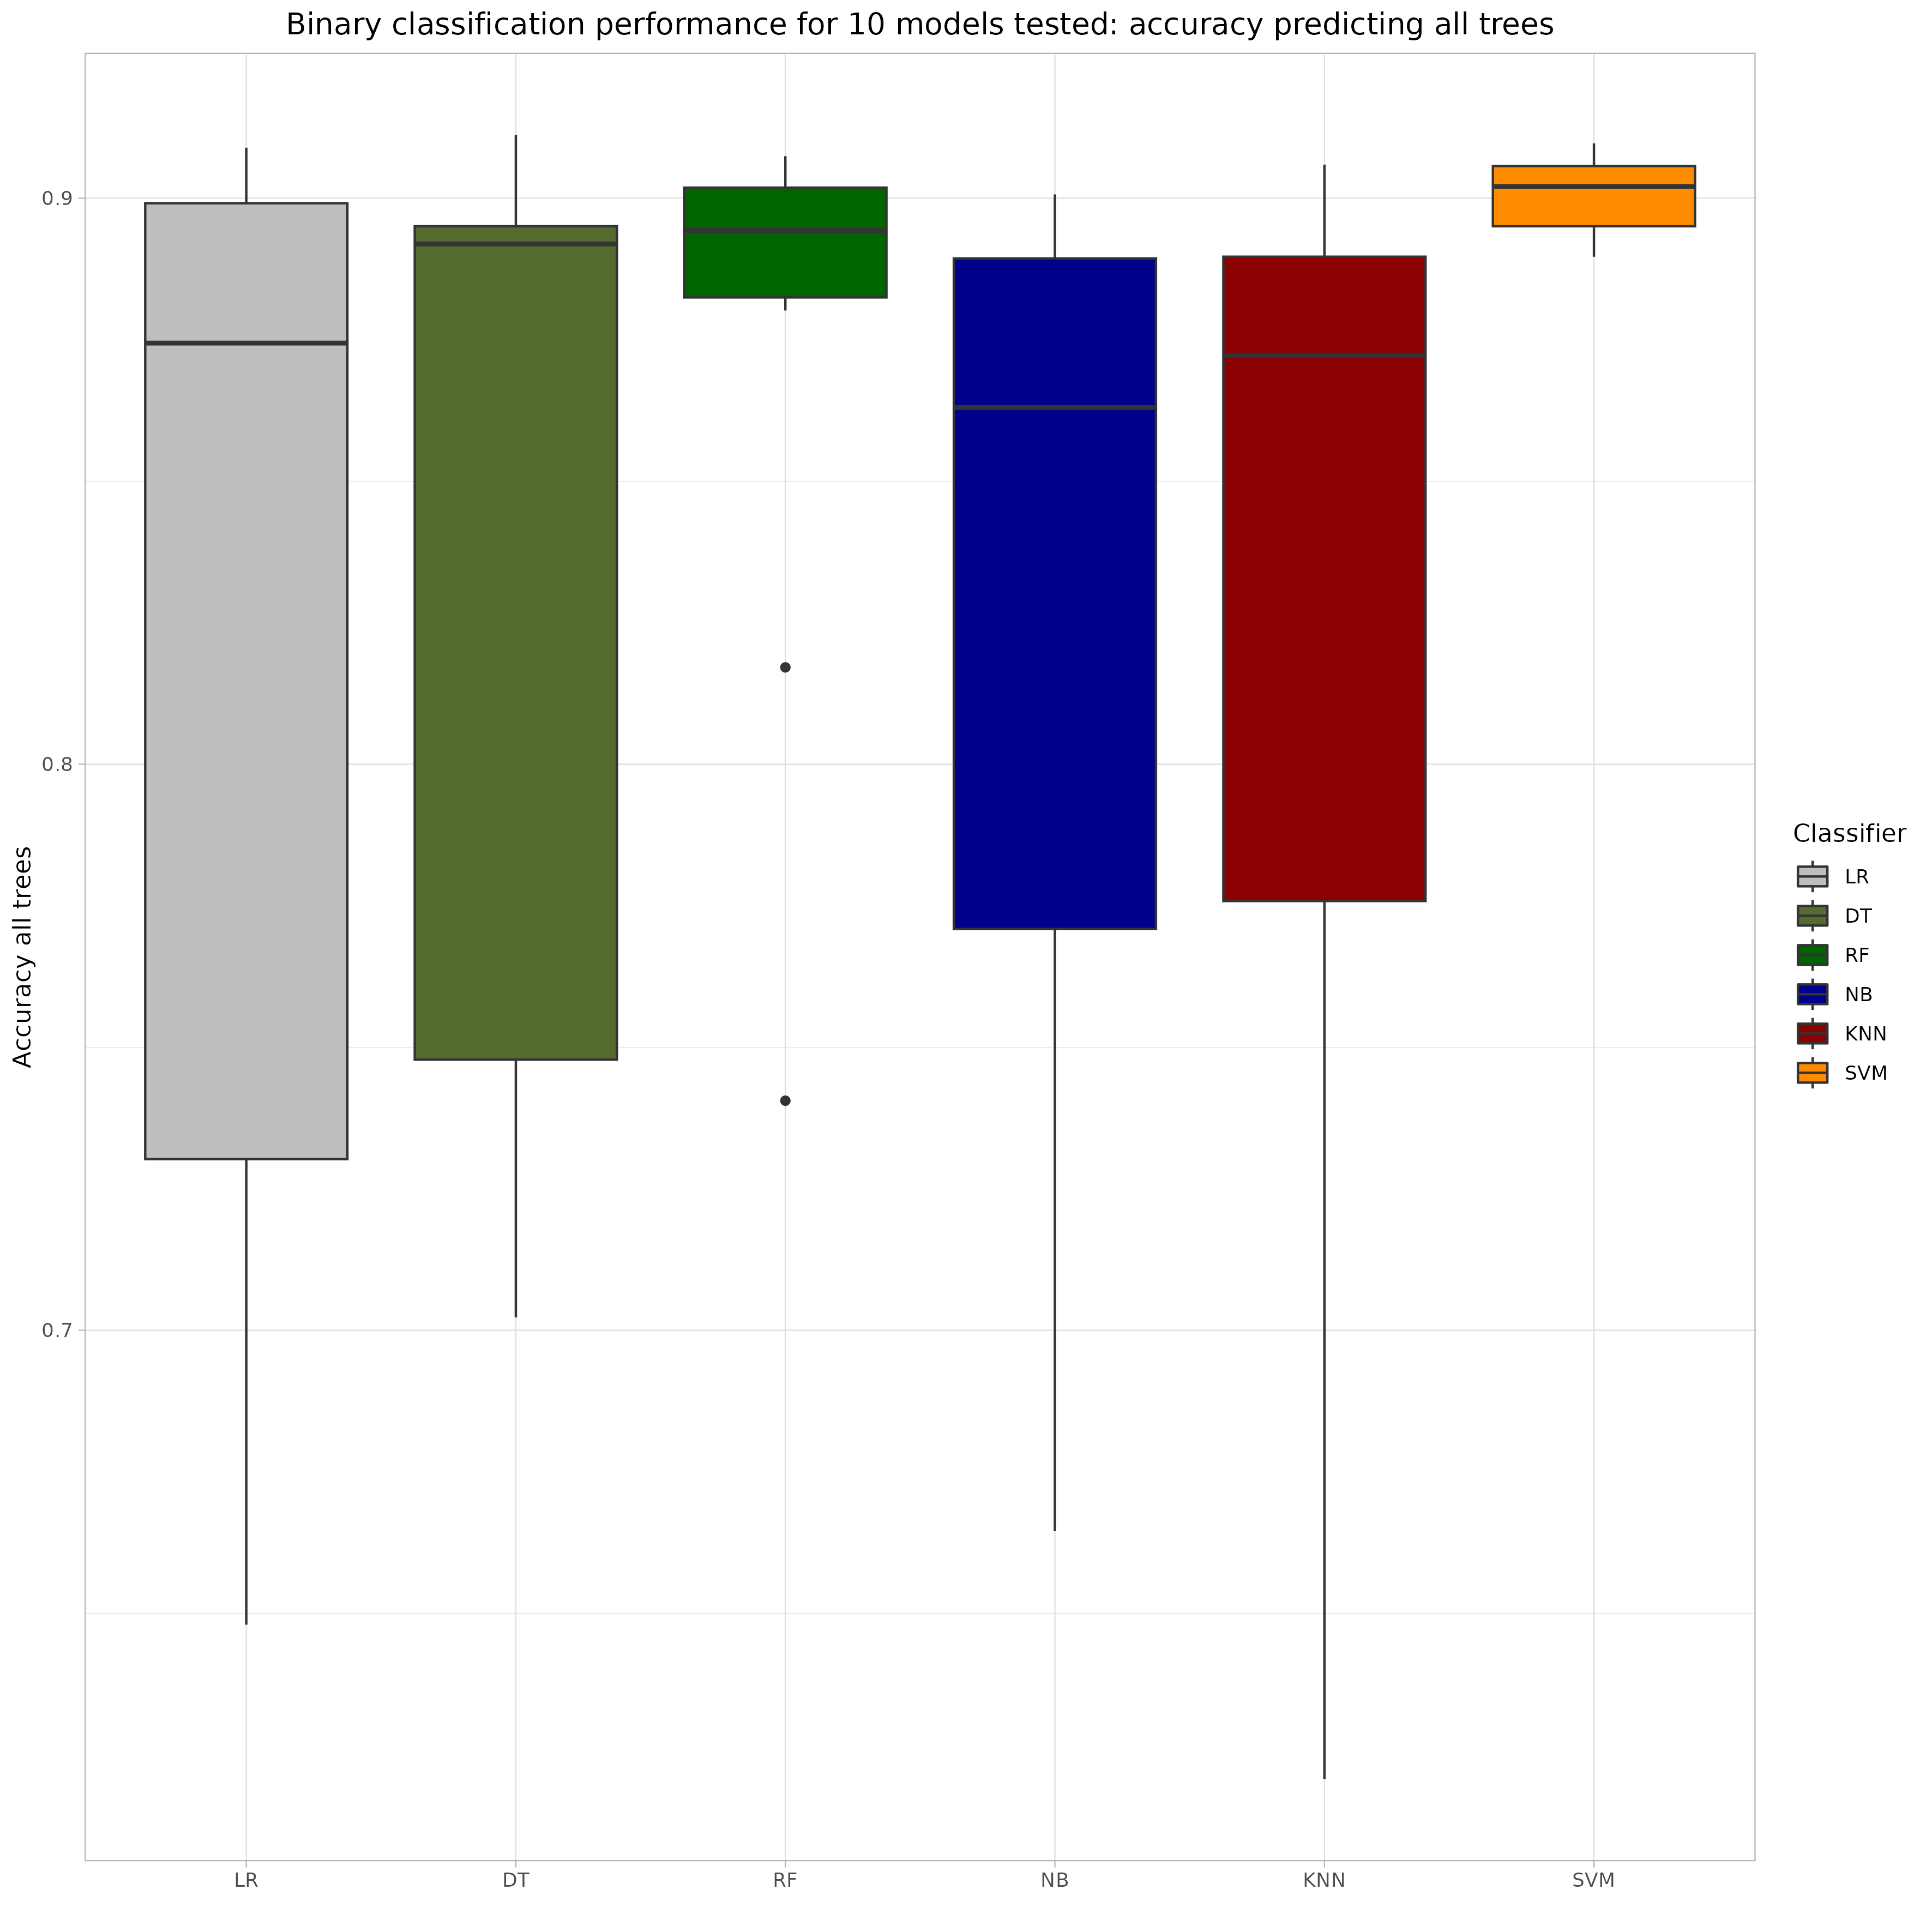 Binary classification performance for 10 models tested: accuracy predicting all trees
Accuracy all trees
0.9
0.8
0.7
LR
DT
RF
NB
KNN
SVM
Classifier
LR
DT
RF
NB
KNN
SVM